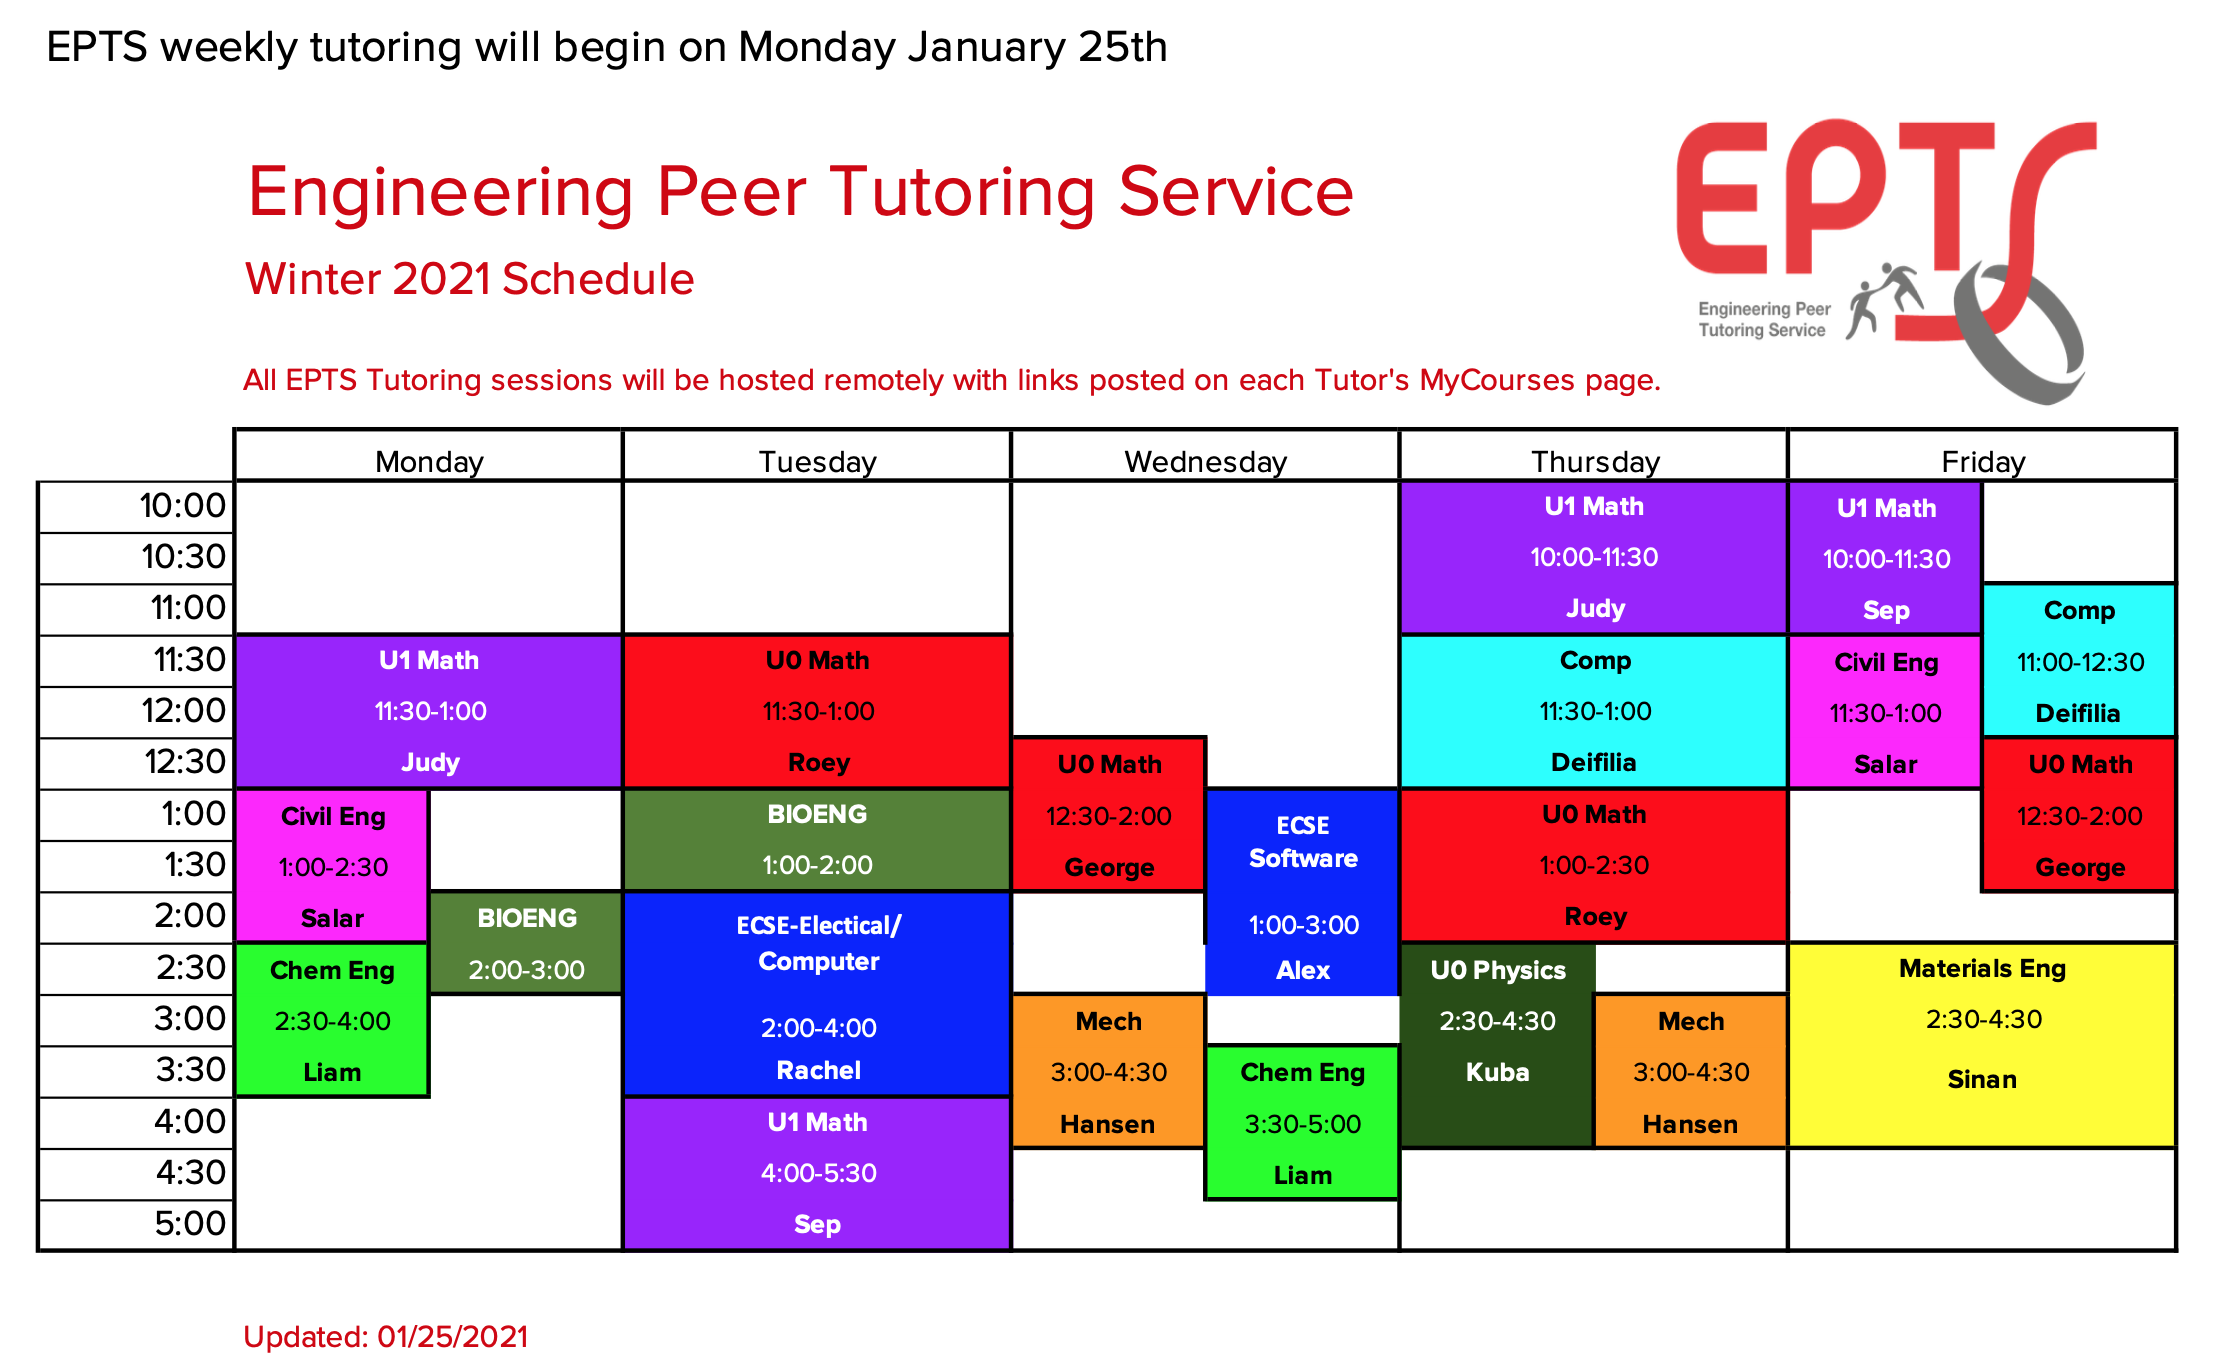 EPTS weekly tutoring will begin on Monday January 25th
EPTS
Engineering Peer
Tutoring Service
Engineering Peer Tutoring Service
Winter 2021 Schedule
All EPTS Tutoring sessions will be hosted remotely with links posted on each Tutor's MyCourses page.
Monday Tuesday Wednesday Thursday Friday
10:00
10:30
11:00
11:30
12:00
12:30
1:00
1:30
2:00
2:30
3:00
3:30
4:00
4:30
5:00
U1 Math
11:30-1:00
Judy
Civil Eng
1:00-2:30
Salar
BIOENG
2:00-3:00
Chem Eng
2:30-4:00
Liam
U0 Math
11:30-1:00
Roey
BIOENG
1:00-2:00
ECSE-Electical/
Computer
2:00-4:00
Rachel
U1 Math
4:00-5:30
Sep
U0 Math
12:30-2:00
George
ECSE
Software
1:00-3:00
Alex
Mech
3:00-4:30
Hansen
Chem Eng
3:30-5:00
Liam
U1 Math
10:00-11:30
Judy
Comp
11:30-1:00
Deifilia
U0 Math
1:00-2:30
Roey
U0 Physics
2:30-4:30
Kuba
Mech
3:00-4:30
Hansen
U1 Math
10:00-11:30
Sep
Comp
11:00-12:30
Deifilia
Civil Eng
11:30-1:00
Salar
U0 Math
12:30-2:00
George
Materials Eng
2:30-4:30
Sinan
Updated: 01/25/2021